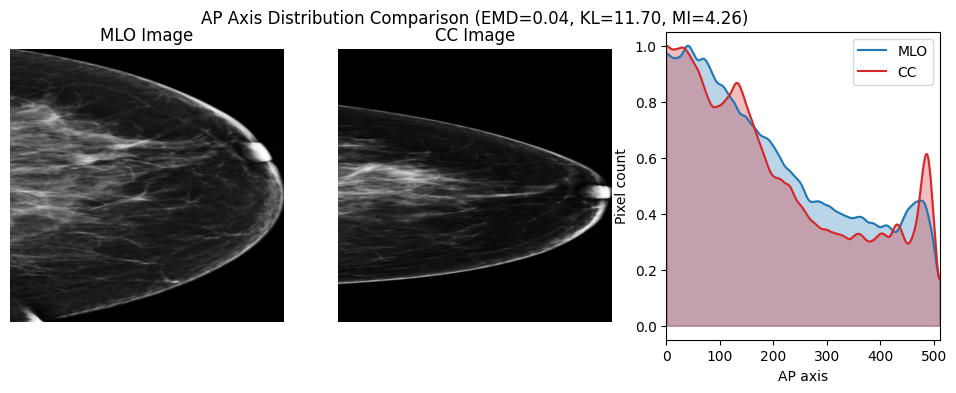 AP Axis Distribution Comparison (EMD=0.04, KL=11.70, MI=4.26)
MLO Image
CC Image
MLO
CC
1.0
0.8
0.6
0.4
0.2
0.0
Pixel count
0 100 200 300 400 500
AP axis